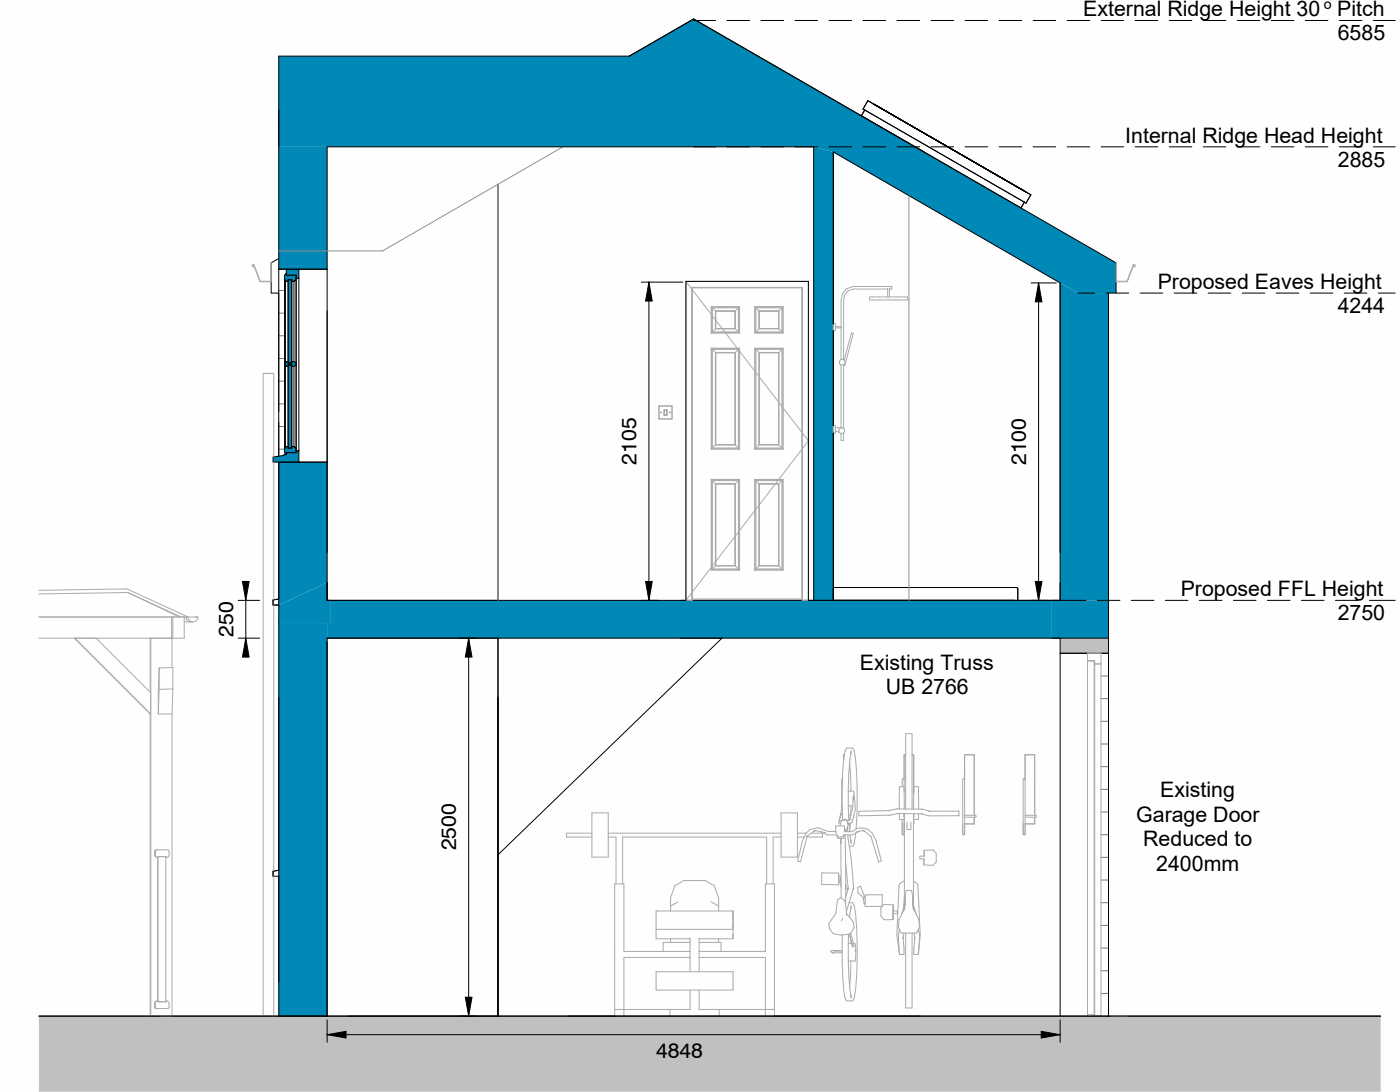 External Ridge Height 30° Pitch
6585
Internal Ridge Head Height
2885
Proposed Eaves Height
4244
2105
2100
Proposed FFL Height
2750
250
Existing Truss
UB 2766
2500
Existing
Garage Door
Reduced to
2400mm
4848